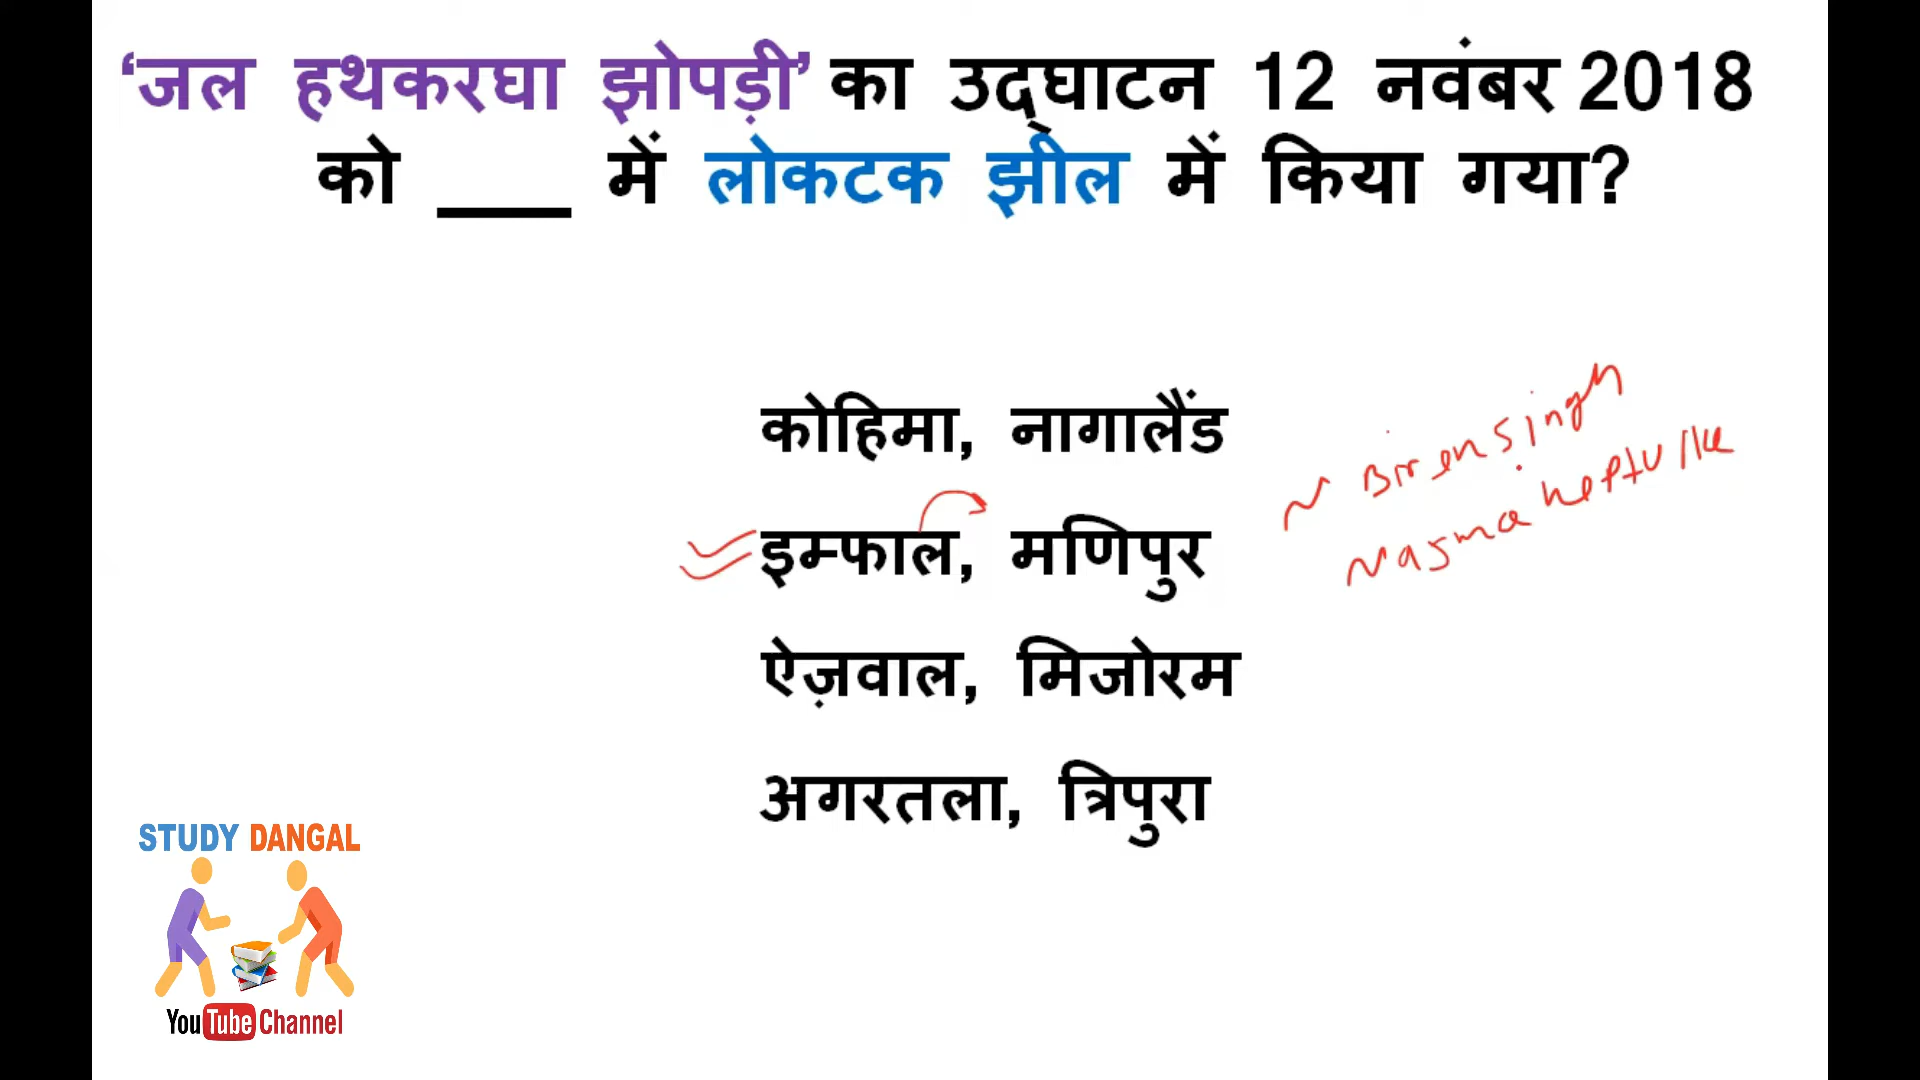 ‘जल हथकरघा झोपड़ी’ का उद्घाटन 12 नवंबर 2018
को ___ में लोकटक झील में किया गया?
कोहिमा, नागालैंड
इम्फाल, मणिपुर
ऐज़वाल, मिजोरम
अगरतला, त्रिपुरा
N Biren Singh
Najma heptulla
STUDY DANGAL
YouTube Channel